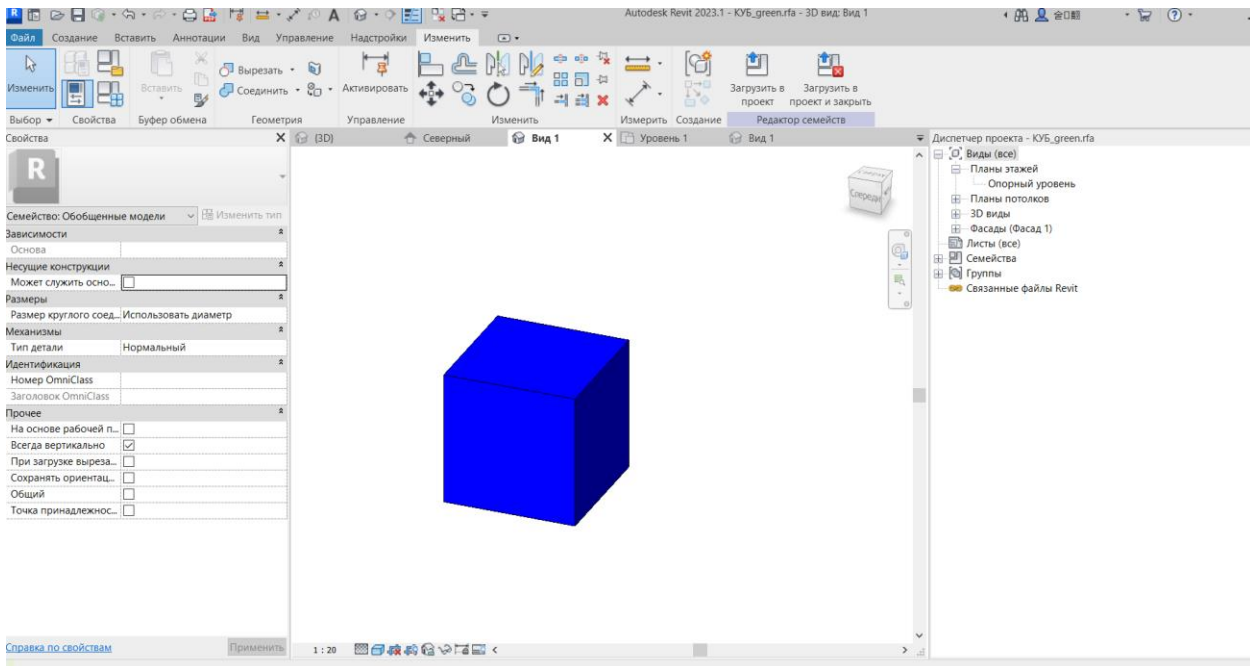 Autodesk Revit 2023.1 - КУБ_green.rfa - 3D вид: Вид 1
Файл Создание Вставить Аннотации Вид Управление Надстройки Изменить
Изменить
Вставить
Вырезать
Соединить
Активировать
Загрузить в проект
Загрузить в проект и закрыть
Выбор Свойства Буфер обмена Геометрия Управление Изменить Измерить Создание Редактор семейств
Свойства
(3D) Северный Вид 1 Уровень 1 Вид 1
Диспетчер проекта - КУБ_green.rfa
R
Семейство: Обобщенные модели Изменить тип
Зависимости
Основа
Несущие конструкции
Может служить осно...
Размеры
Размер круглого соед... Использовать диаметр
Механизмы
Тип детали Нормальный
Идентификация
Номер OmniClass
Заголовок OmniClass
Прочее
На основе рабочей п...
Всегда вертикально
При загрузке выреза...
Сохранять ориентац...
Общий
Точка принадлежнос...
Справка по свойствам Применить
Спереди
1 : 20
Виды (все)
Планы этажей
Опорный уровень
Планы потолков
3D виды
Фасады (Фасад 1)
Листы (все)
Семейства
Группы
Связанные файлы Revit